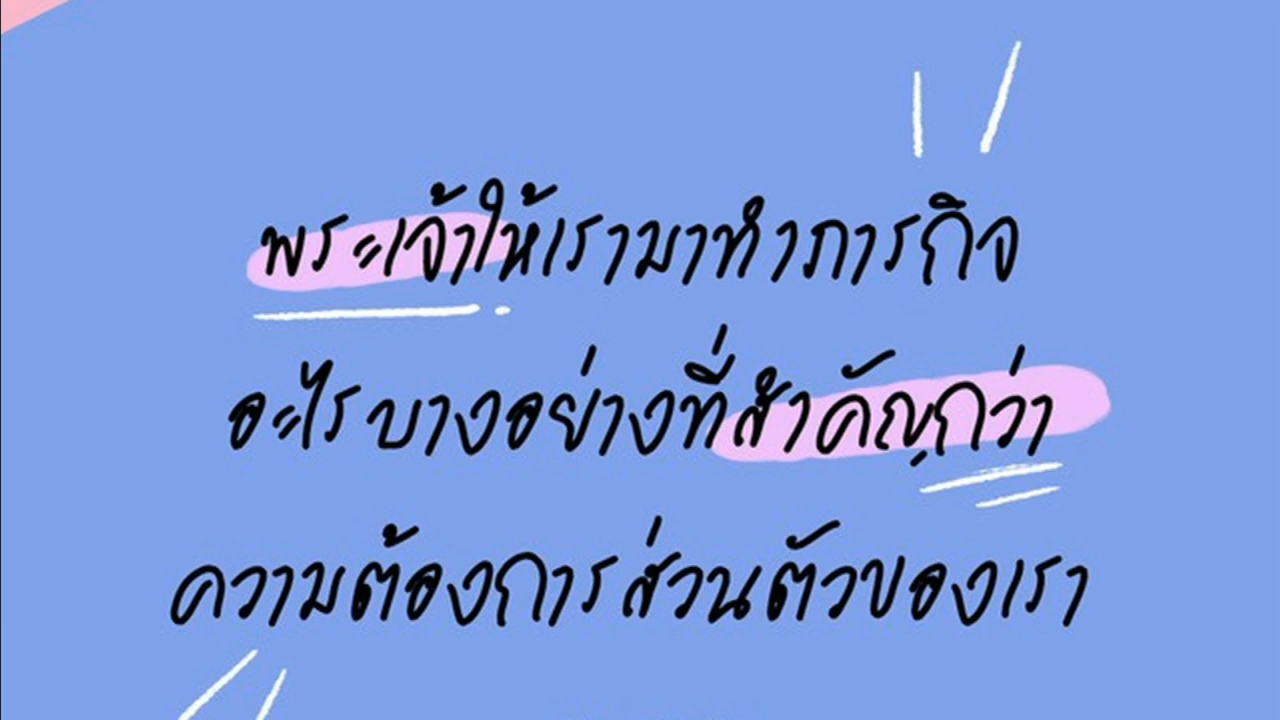 พระเจ้าให้เรามาทำภารกิจ
อะไรบางอย่างที่สำคัญกว่า
ความต้องการส่วนตัวของเรา